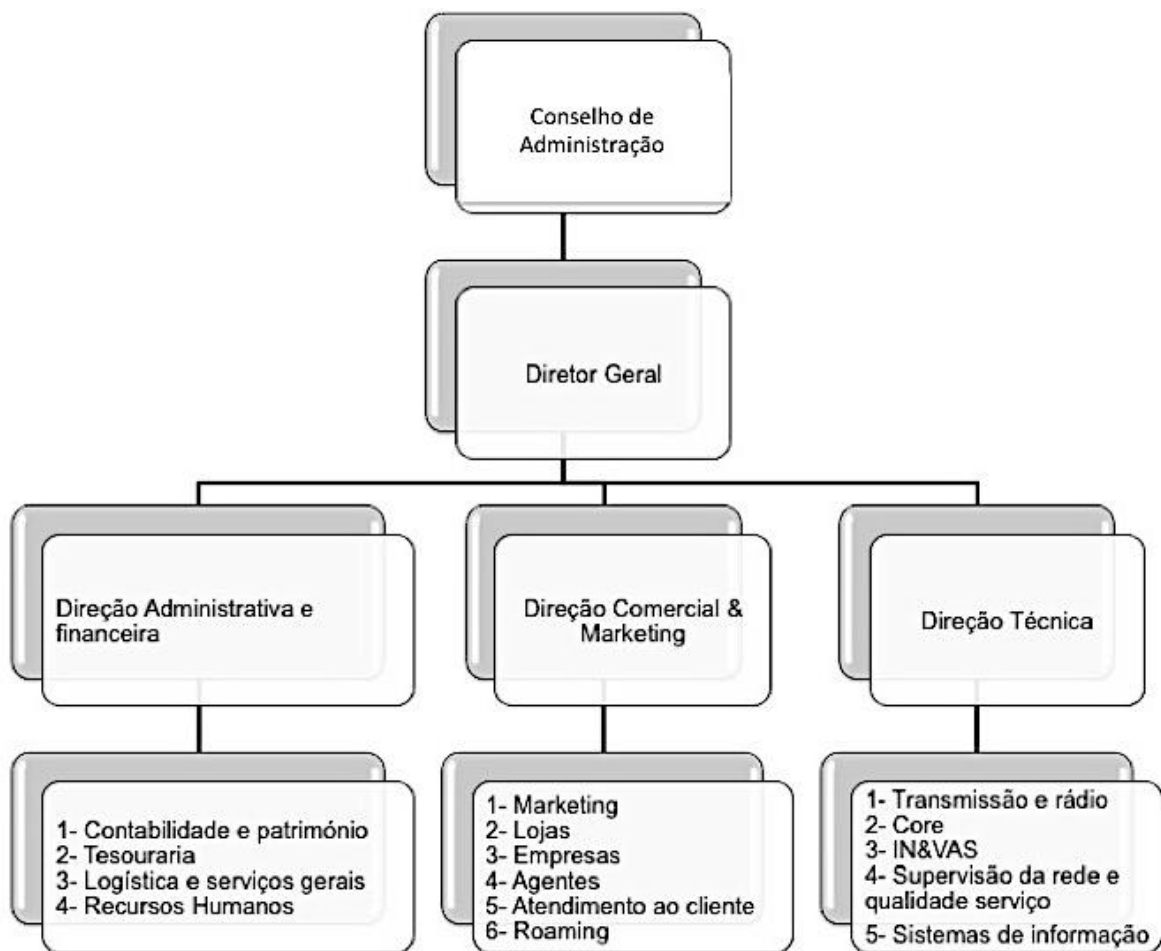 Conselho de
Administração
Diretor Geral
Direção Administrativa e
financeira
Direção Comercial &
Marketing
Direção Técnica
1- Contabilidade e património
2- Tesouraria
3- Logística e serviços gerais
4- Recursos Humanos
1- Marketing
2- Lojas
3- Empresas
4- Agentes
5- Atendimento ao cliente
6- Roaming
1- Transmissão e rádio
2- Core
3- IN&VAS
4- Supervisão da rede e
qualidade serviço
5- Sistemas de informação